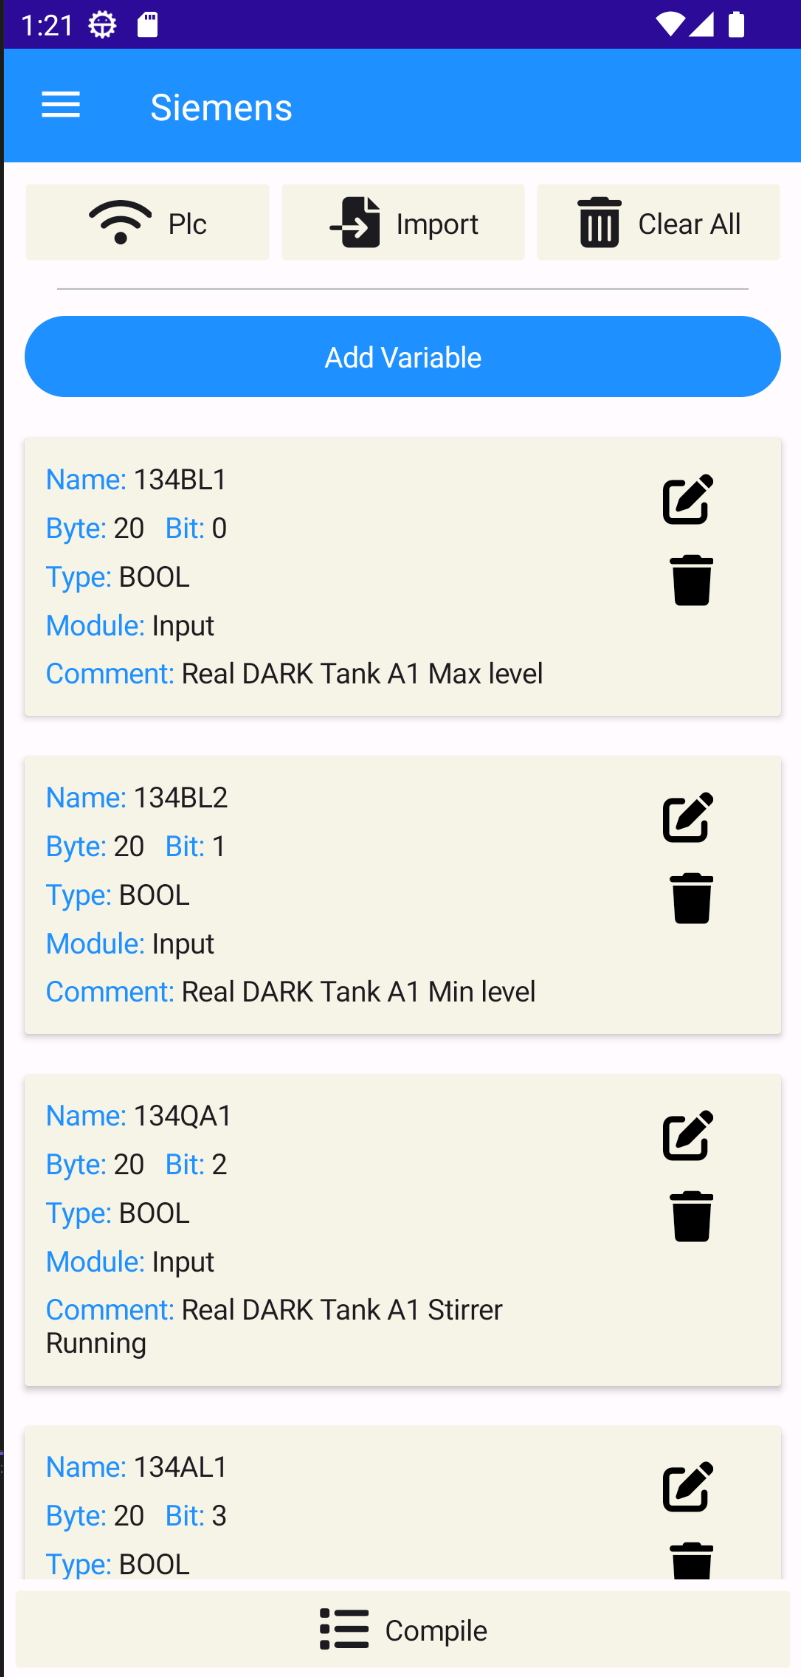 1:21
Siemens
Plc
Import
Clear All
Add Variable
Name: 134BL1
Byte: 20 Bit: 0
Type: BOOL
Module: Input
Comment: Real DARK Tank A1 Max level
Name: 134BL2
Byte: 20 Bit: 1
Type: BOOL
Module: Input
Comment: Real DARK Tank A1 Min level
Name: 134QA1
Byte: 20 Bit: 2
Type: BOOL
Module: Input
Comment: Real DARK Tank A1 Stirrer
Running
Name: 134AL1
Byte: 20 Bit: 3
Type: BOOL
Compile